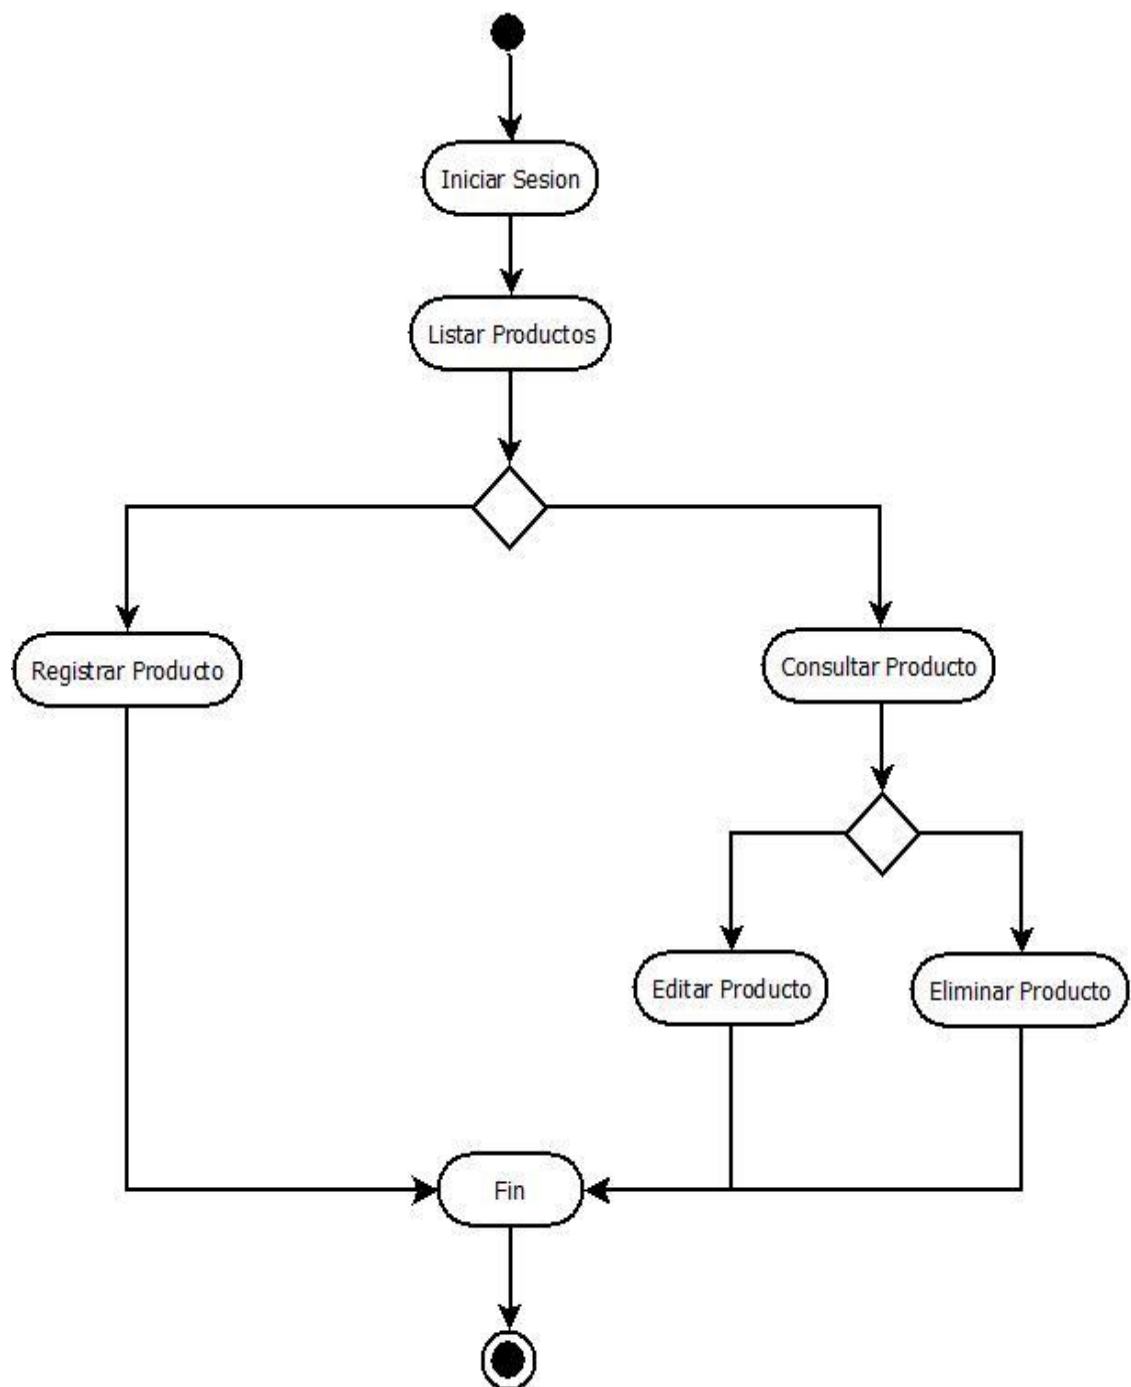 Iniciar Sesion
Listar Productos
Registrar Producto
Consultar Producto
Editar Producto
Eliminar Producto
Fin